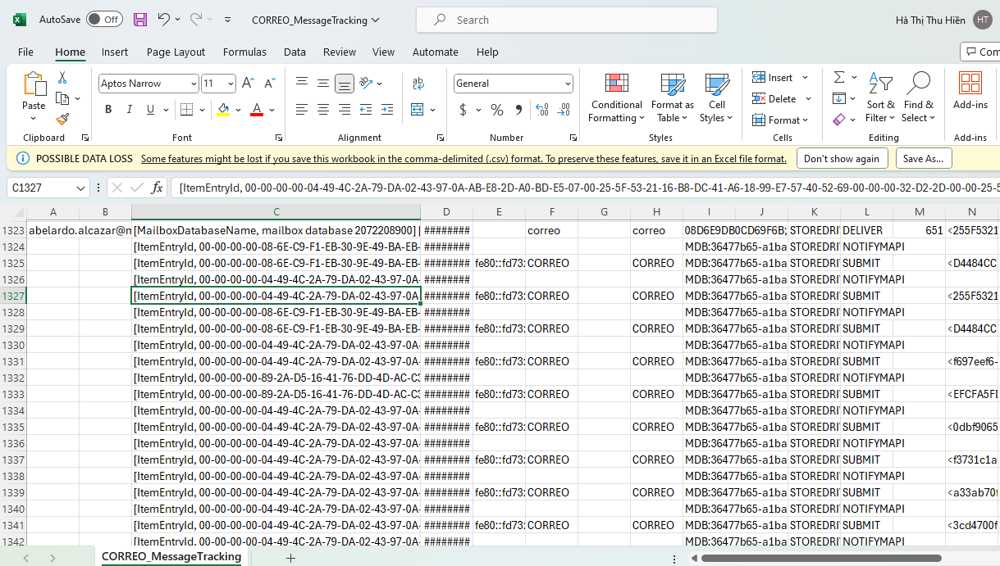 AutoSave Off CORREO_MessageTracking Search Hà Thị Thu Hiền HT
File Home Insert Page Layout Formulas Data Review View Automate Help Com
Paste Aptos Narrow 11 A A ab General Conditional Formatting Format as Table Cell Styles Insert Delete Format Sort & Filter Find & Select Add-ins
B I U A $ % 9
Clipboard Font Alignment Number Styles Cells Editing Add-ins
POSSIBLE DATA LOSS Some features might be lost if you save this workbook in the comma-delimited (.csv) format. To preserve these features, save it in an Excel file format. Don't show again Save As...
C1327 fx [ItemEntryId, 00-00-00-00-04-49-4C-2A-79-DA-02-43-97-0A-AB-E8-2D-A0-BD-E5-07-00-25-5F-53-21-16-B8-DC-41-A6-18-99-E7-57-40-52-69-00-00-00-32-D2-2D-00-00-25-5
A B C D E F G H I J K L M N
1323 abelardo.alcazar@m [MailboxDatabaseName, mailbox database 2072208900] [ ######## correo correo 08D6E9DB0CD69F6B; STOREDRI DELIVER 651 <255F5321
1324 [ItemEntryId, 00-00-00-00-08-6E-C9-F1-EB-30-9E-49-BA-EB- ######## MDB:36477b65-a1ba STOREDRI NOTIFYMAPI
1325 [ItemEntryId, 00-00-00-00-08-6E-C9-F1-EB-30-9E-49-BA-EB- ######## fe80::fd73: CORREO CORREO MDB:36477b65-a1ba STOREDRI SUBMIT <D4484CC
1326 [ItemEntryId, 00-00-00-00-04-49-4C-2A-79-DA-02-43-97-0A- ######## MDB:36477b65-a1ba STOREDRI NOTIFYMAPI
1327 [ItemEntryId, 00-00-00-00-04-49-4C-2A-79-DA-02-43-97-0A ######## fe80::fd73: CORREO CORREO MDB:36477b65-a1ba STOREDRI SUBMIT <255F5321
1328 [ItemEntryId, 00-00-00-00-08-6E-C9-F1-EB-30-9E-49-BA-EB- ######## MDB:36477b65-a1ba STOREDRI NOTIFYMAPI
1329 [ItemEntryId, 00-00-00-00-08-6E-C9-F1-EB-30-9E-49-BA-EB- ######## fe80::fd73: CORREO CORREO MDB:36477b65-a1ba STOREDRI SUBMIT <D4484CC
1330 [ItemEntryId, 00-00-00-00-04-49-4C-2A-79-DA-02-43-97-0A- ######## MDB:36477b65-a1ba STOREDRI NOTIFYMAPI
1331 [ItemEntryId, 00-00-00-00-04-49-4C-2A-79-DA-02-43-97-0A- ######## fe80::fd73: CORREO CORREO MDB:36477b65-a1ba STOREDRI SUBMIT <f697eef6-
1332 [ItemEntryId, 00-00-00-00-89-2A-D5-16-41-76-DD-4D-AC-C3 ######## MDB:36477b65-a1ba STOREDRI NOTIFYMAPI
1333 [ItemEntryId, 00-00-00-00-89-2A-D5-16-41-76-DD-4D-AC-C3 ######## fe80::fd73: CORREO CORREO MDB:36477b65-a1ba STOREDRI SUBMIT <EFCFA5FD
1334 [ItemEntryId, 00-00-00-00-04-49-4C-2A-79-DA-02-43-97-0A- ######## MDB:36477b65-a1ba STOREDRI NOTIFYMAPI
1335 [ItemEntryId, 00-00-00-00-04-49-4C-2A-79-DA-02-43-97-0A- ######## fe80::fd73: CORREO CORREO MDB:36477b65-a1ba STOREDRI SUBMIT <0dbf9065
1336 [ItemEntryId, 00-00-00-00-04-49-4C-2A-79-DA-02-43-97-0A- ######## MDB:36477b65-a1ba STOREDRI NOTIFYMAPI
1337 [ItemEntryId, 00-00-00-00-04-49-4C-2A-79-DA-02-43-97-0A- ######## fe80::fd73: CORREO CORREO MDB:36477b65-a1ba STOREDRI SUBMIT <f3731c1a
1338 [ItemEntryId, 00-00-00-00-04-49-4C-2A-79-DA-02-43-97-0A- ######## MDB:36477b65-a1ba STOREDRI NOTIFYMAPI
1339 [ItemEntryId, 00-00-00-00-04-49-4C-2A-79-DA-02-43-97-0A- ######## fe80::fd73: CORREO CORREO MDB:36477b65-a1ba STOREDRI SUBMIT <a33ab70f
1340 [ItemEntryId, 00-00-00-00-04-49-4C-2A-79-DA-02-43-97-0A- ######## MDB:36477b65-a1ba STOREDRI NOTIFYMAPI
1341 [ItemEntryId, 00-00-00-00-04-49-4C-2A-79-DA-02-43-97-0A- ######## fe80::fd73: CORREO CORREO MDB:36477b65-a1ba STOREDRI SUBMIT <3cd4700f
1342 [ItemEntryId, 00-00-00-00-04-49-4C-2A-79-DA-02-43-97-0A- ######## MDB:36477b65-a1ba STOREDRI NOTIFYMAPI
CORREO_MessageTracking